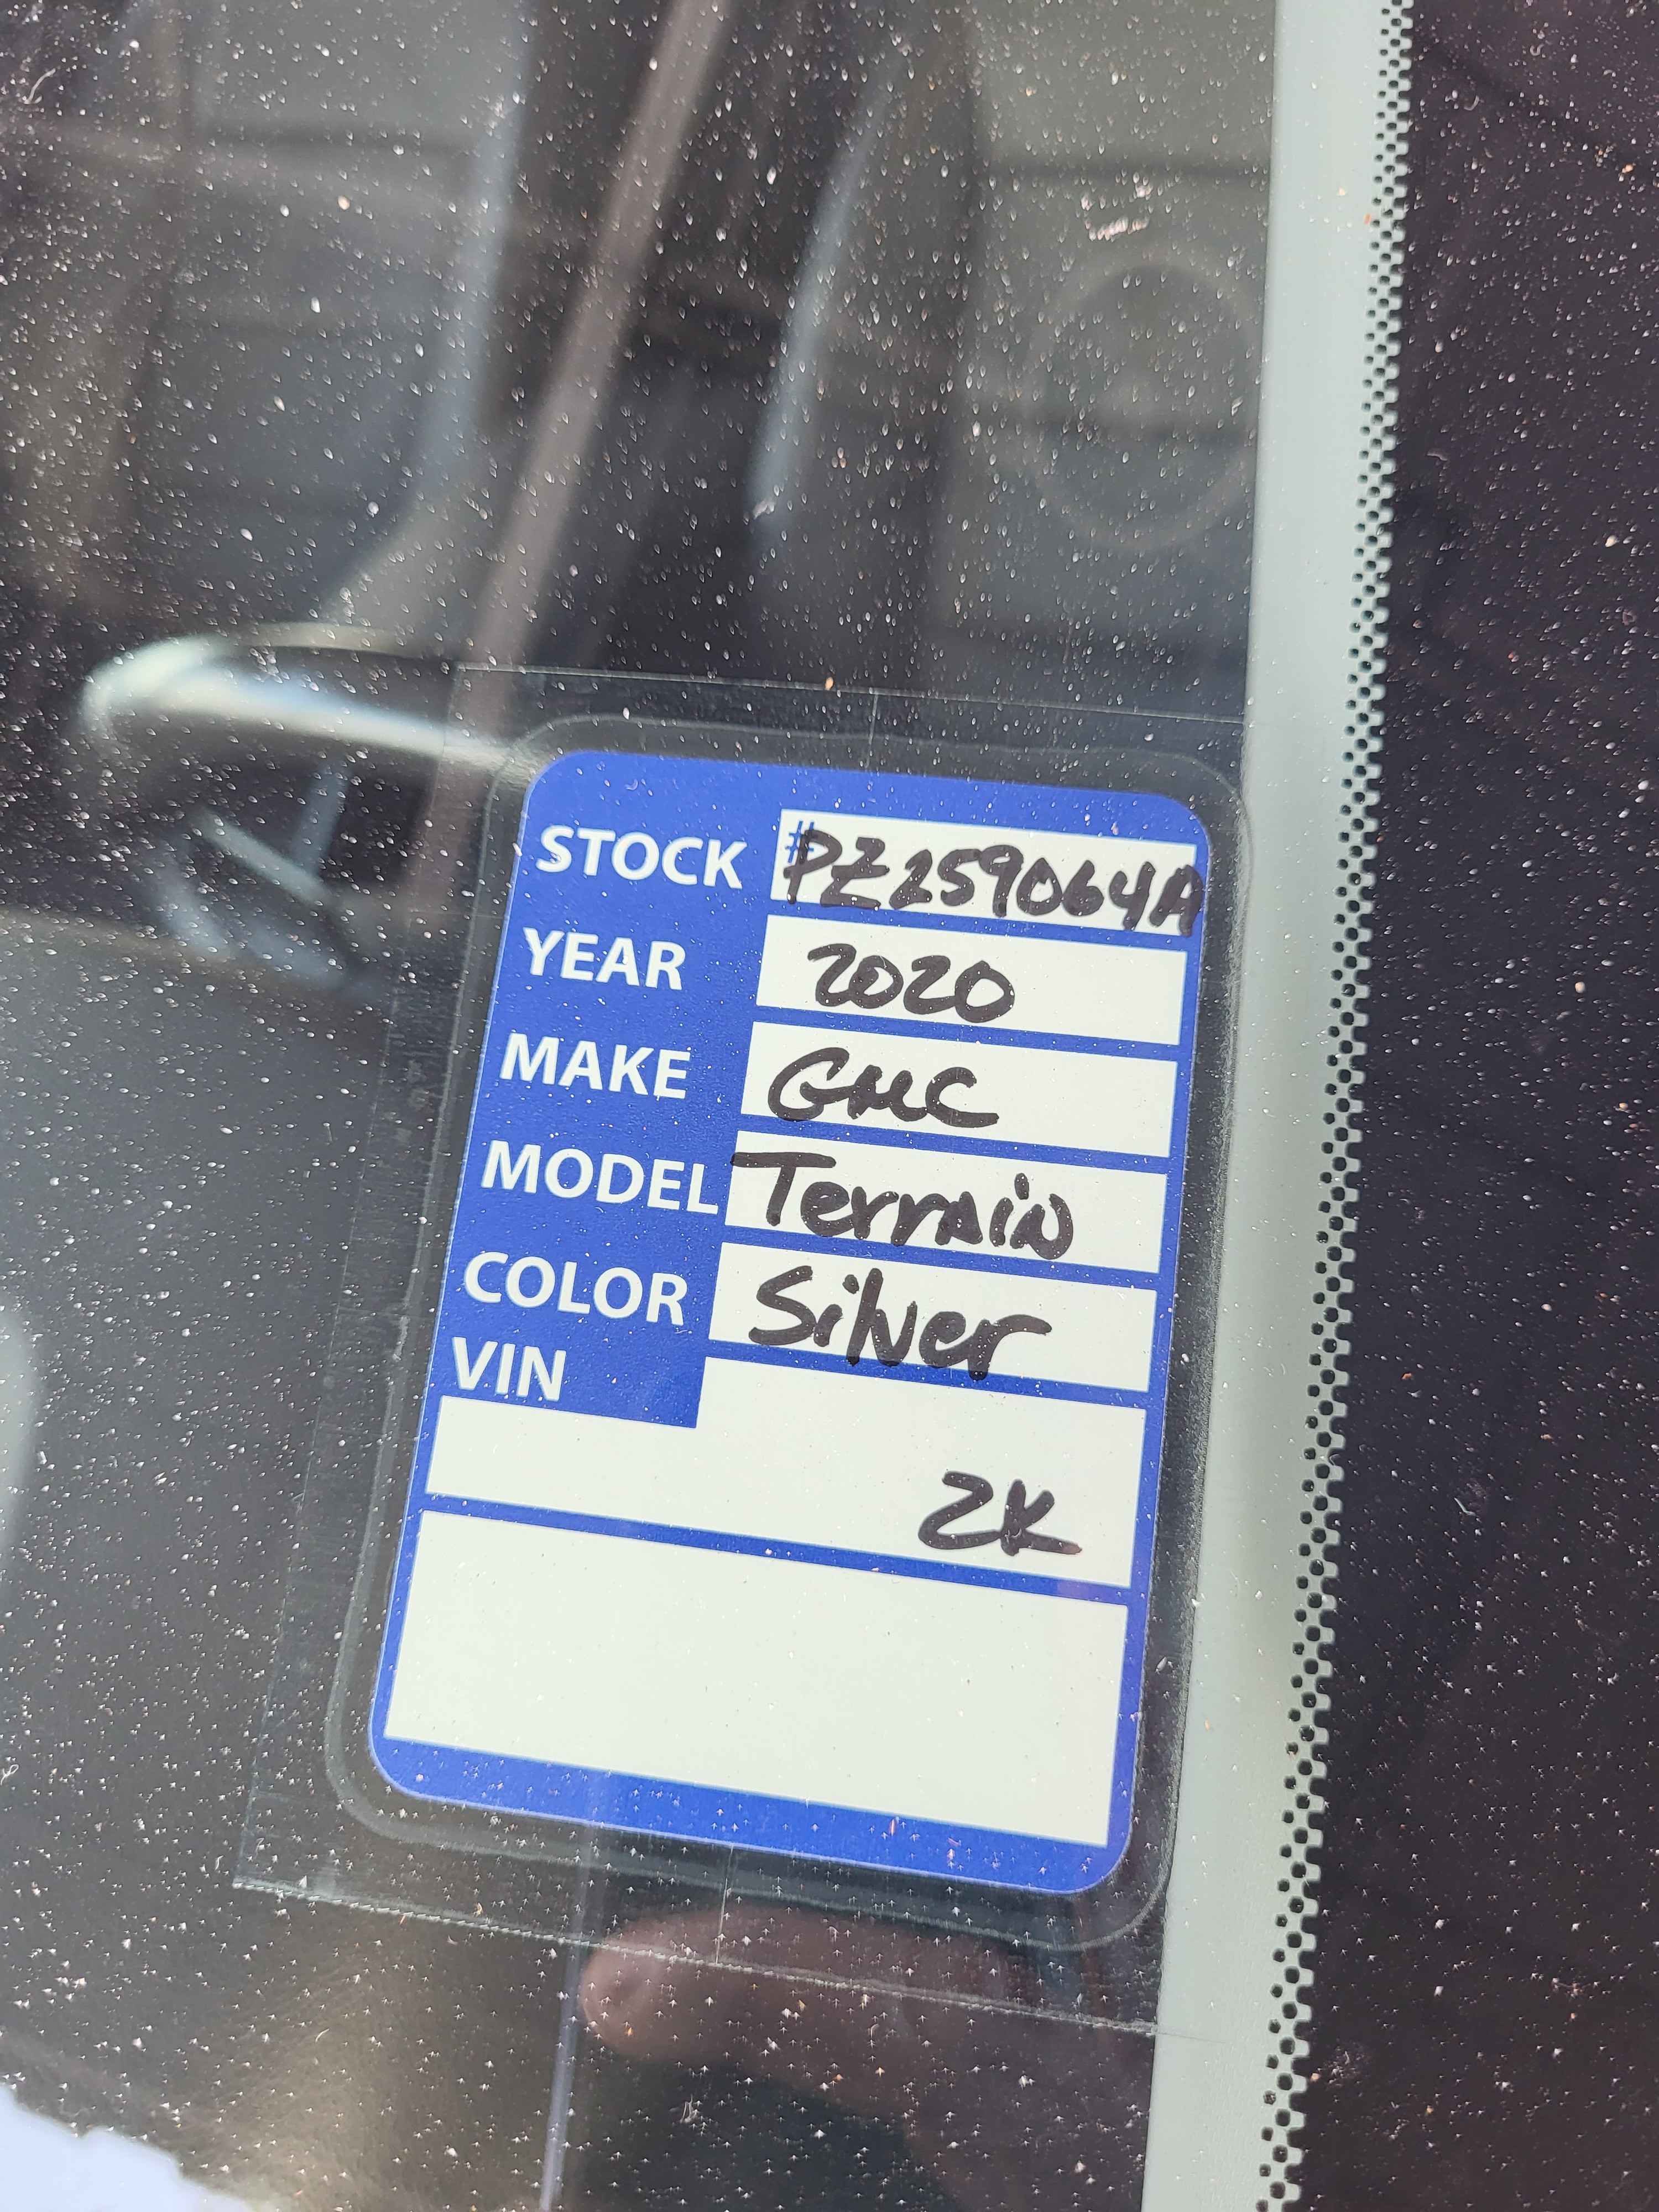 STOCK #PZ259064A
YEAR 2020
MAKE GMC
MODEL Terrain
COLOR Silver
VIN
ZK